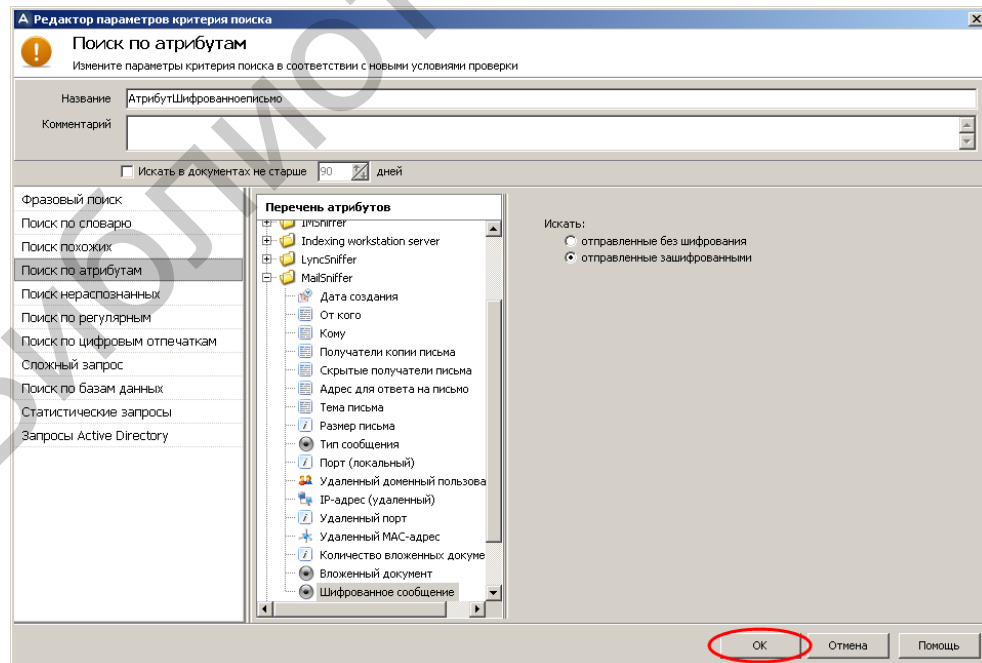 Редактор параметров критерия поиска
Поиск по атрибутам
Измените параметры критерия поиска в соответствии с новыми условиями проверки
Название АтрибутШифрованноеписьмо
Комментарий
Искать в документах не старше 90 дней
Фразовый поиск
Поиск по словарю
Поиск похожих
Поиск по атрибутам
Поиск нераспознанных
Поиск по регулярным
Поиск по цифровым отпечаткам
Сложный запрос
Поиск по базам данных
Статистические запросы
Запросы Active Directory
Перечень атрибутов
IMSniffer
Indexing workstation server
LyncSniffer
MailSniffer
Дата создания
От кого
Кому
Получатели копии письма
Скрытые получатели письма
Адрес для ответа на письмо
Тема письма
Размер письма
Тип сообщения
Порт (локальный)
Удаленный доменный пользова
IP-адрес (удаленный)
Удаленный порт
Удаленный MAC-адрес
Количество вложенных докуме
Вложенный документ
Шифрованное сообщение
Искать:
отправленные без шифрования
отправленные зашифрованными
OK Отмена Помощь